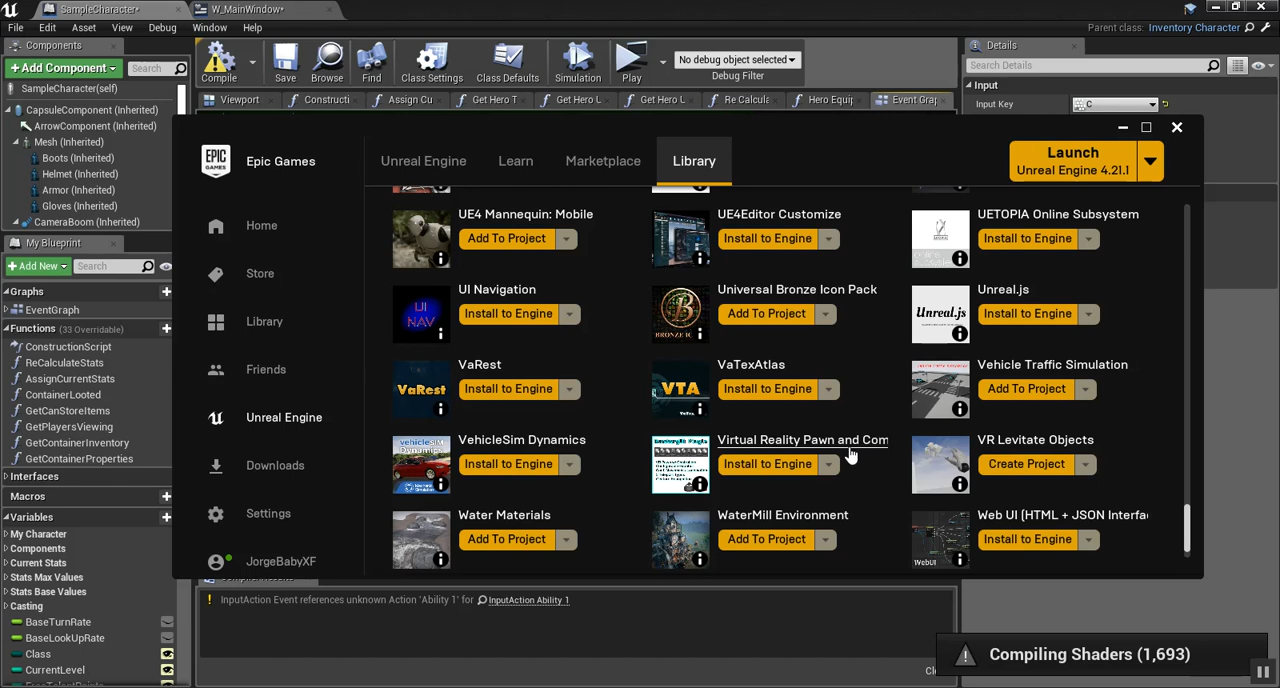 SampleCharacter*
W_MainWindow*
File
Edit
Asset
View
Debug
Window
Help
Parent class:
Inventory Character
Components
+ Add Component
Search
SampleCharacter(self)
CapsuleComponent (Inherited)
ArrowComponent (Inherited)
Mesh (Inherited)
Boots (Inherited)
Helmet (Inherited)
Armor (Inherited)
Gloves (Inherited)
CameraBoom (Inherited)
My Blueprint
+ Add New
Search
Graphs
EventGraph
Functions (33 Overridable)
ConstructionScript
ReCalculateStats
AssignCurrentStats
ContainerLooted
GetCanStoreItems
GetPlayersViewing
GetContainerInventory
GetContainerProperties
Interfaces
Macros
Variables
My Character
Components
Current Stats
Stats Max Values
Stats Base Values
Casting
BaseTurnRate
BaseLookUpRate
Class
CurrentLevel
Compile
Save
Browse
Find
Class Settings
Class Defaults
Simulation
Play
No debug object selected
Debug Filter
Viewport
Constructi
Assign Cu
Get Hero T
Get Hero L
Get Hero L
Re Calcula
Hero Equip
Event Grap
Details
Search Details
Input
Input Key
C
EPIC
GAMES
Epic Games
Home
Store
Library
Friends
Unreal Engine
Downloads
Settings
JorgeBabyXF
Unreal Engine
Learn
Marketplace
Library
Launch
Unreal Engine 4.21.1
UE4 Mannequin: Mobile
Add To Project
UE4Editor Customize
Install to Engine
UETOPIA Online Subsystem
Install to Engine
UI
NAV
UI Navigation
Install to Engine
Universal Bronze Icon Pack
Add To Project
Unreal.js
Unreal.js
Install to Engine
VaRest
VaRest
Install to Engine
VTA
VaTexAtlas
Install to Engine
Vehicle Traffic Simulation
Add To Project
vehicleSIM
VehicleSim Dynamics
Install to Engine
Virtual Reality Pawn and Com
Install to Engine
VR Levitate Objects
Create Project
Water Materials
Add To Project
WaterMill Environment
Add To Project
WebUI
Web UI (HTML + JSON Interfa
Install to Engine
InputAction Event references unknown Action 'Ability 1' for InputAction Ability 1
Compiling Shaders (1,693)